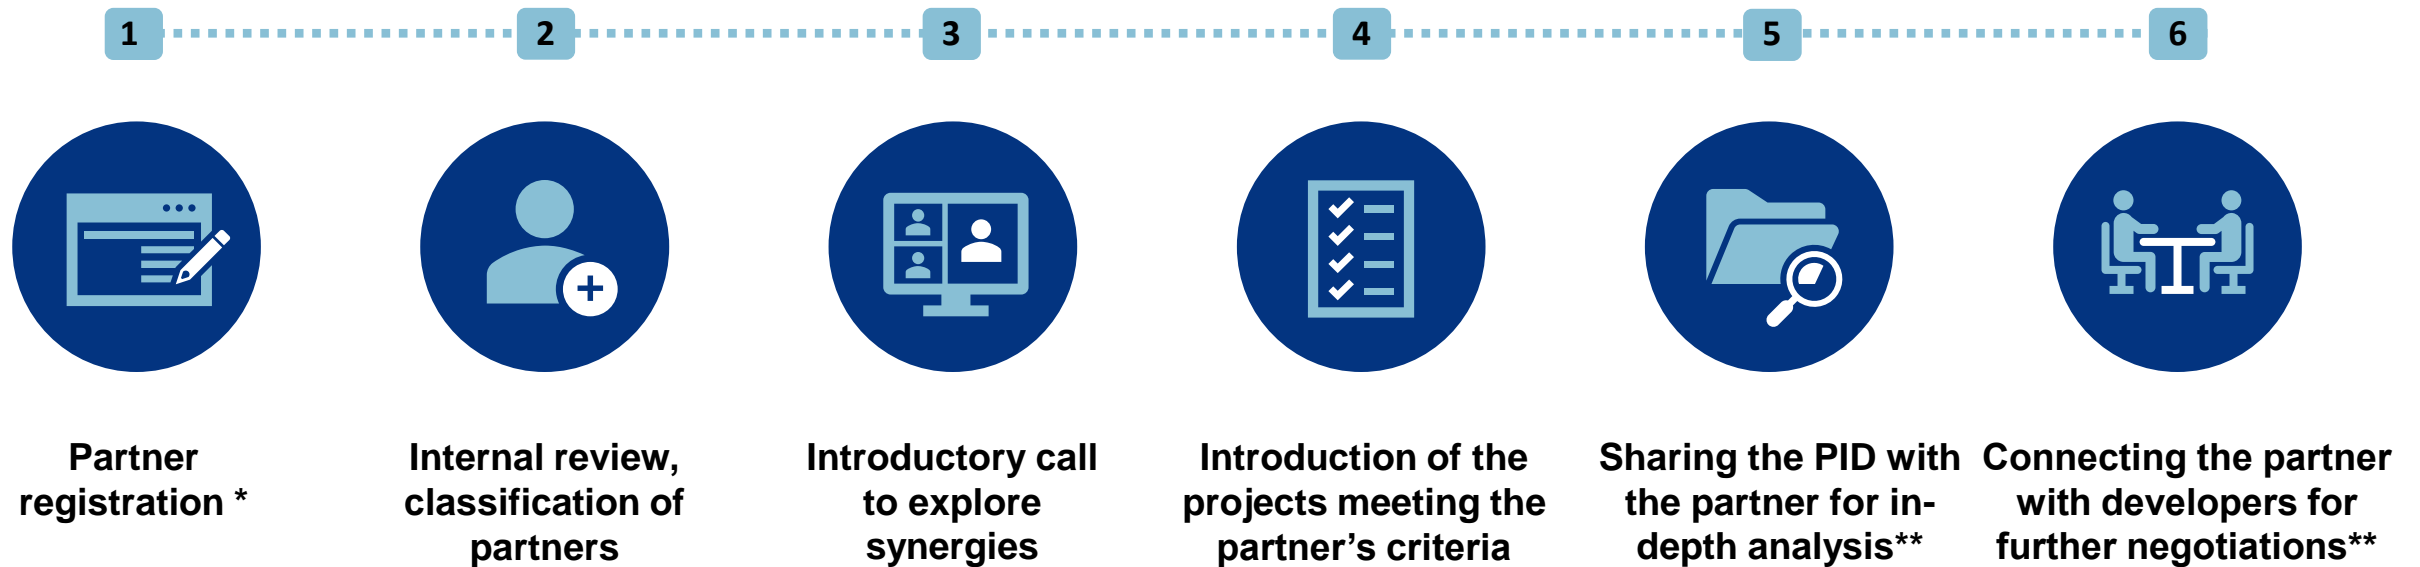 1 2 3 4 5 6
Partner
registration *
Internal review,
classification of
partners
Introductory call
to explore
synergies
Introduction of the
projects meeting the
partner’s criteria
Sharing the PID with
the partner for in-
depth analysis**
Connecting the partner
with developers for
further negotiations**